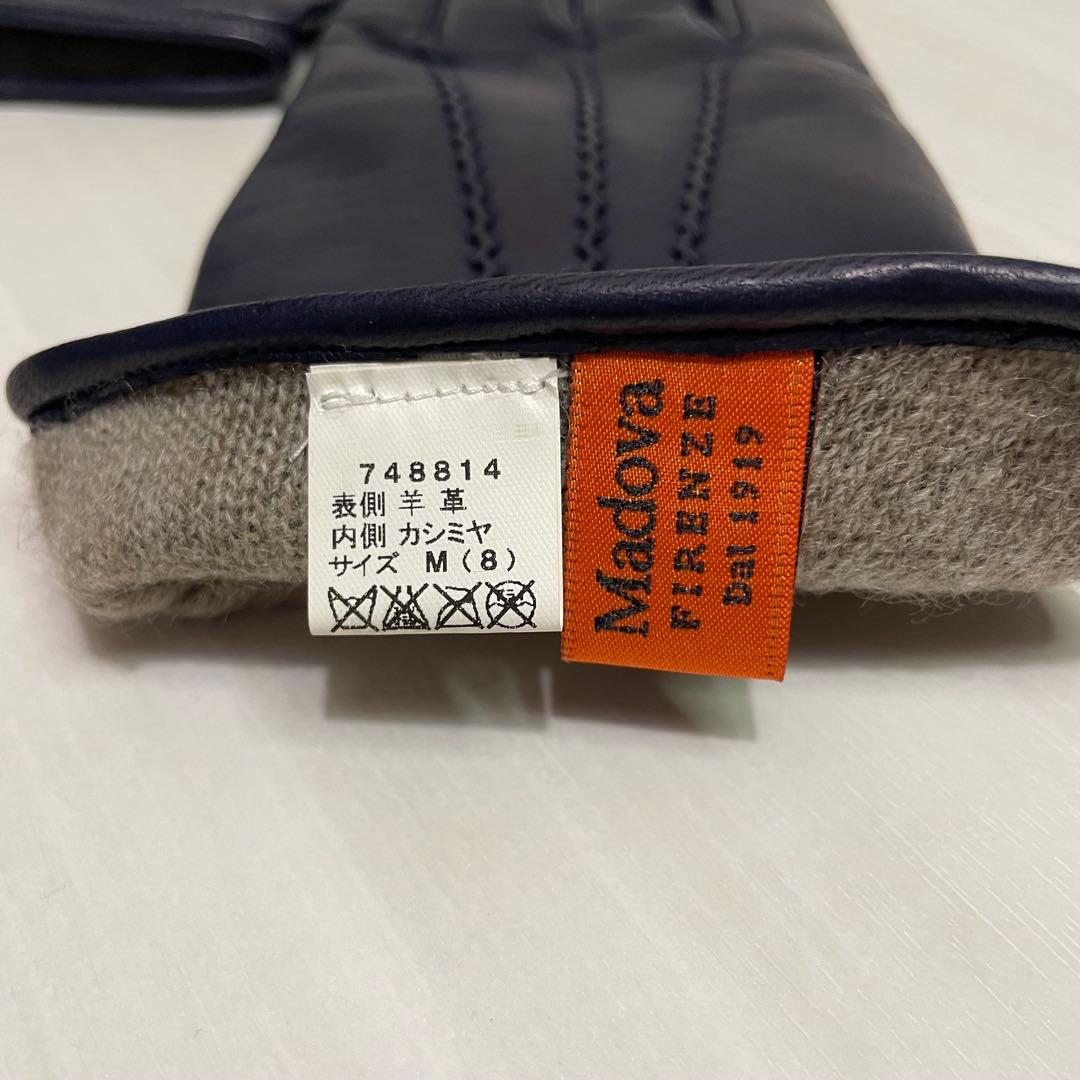 748814
表側 羊革
内側 カシミヤ
サイズ M(8)
Madova
FIRENZE
Dal 1919